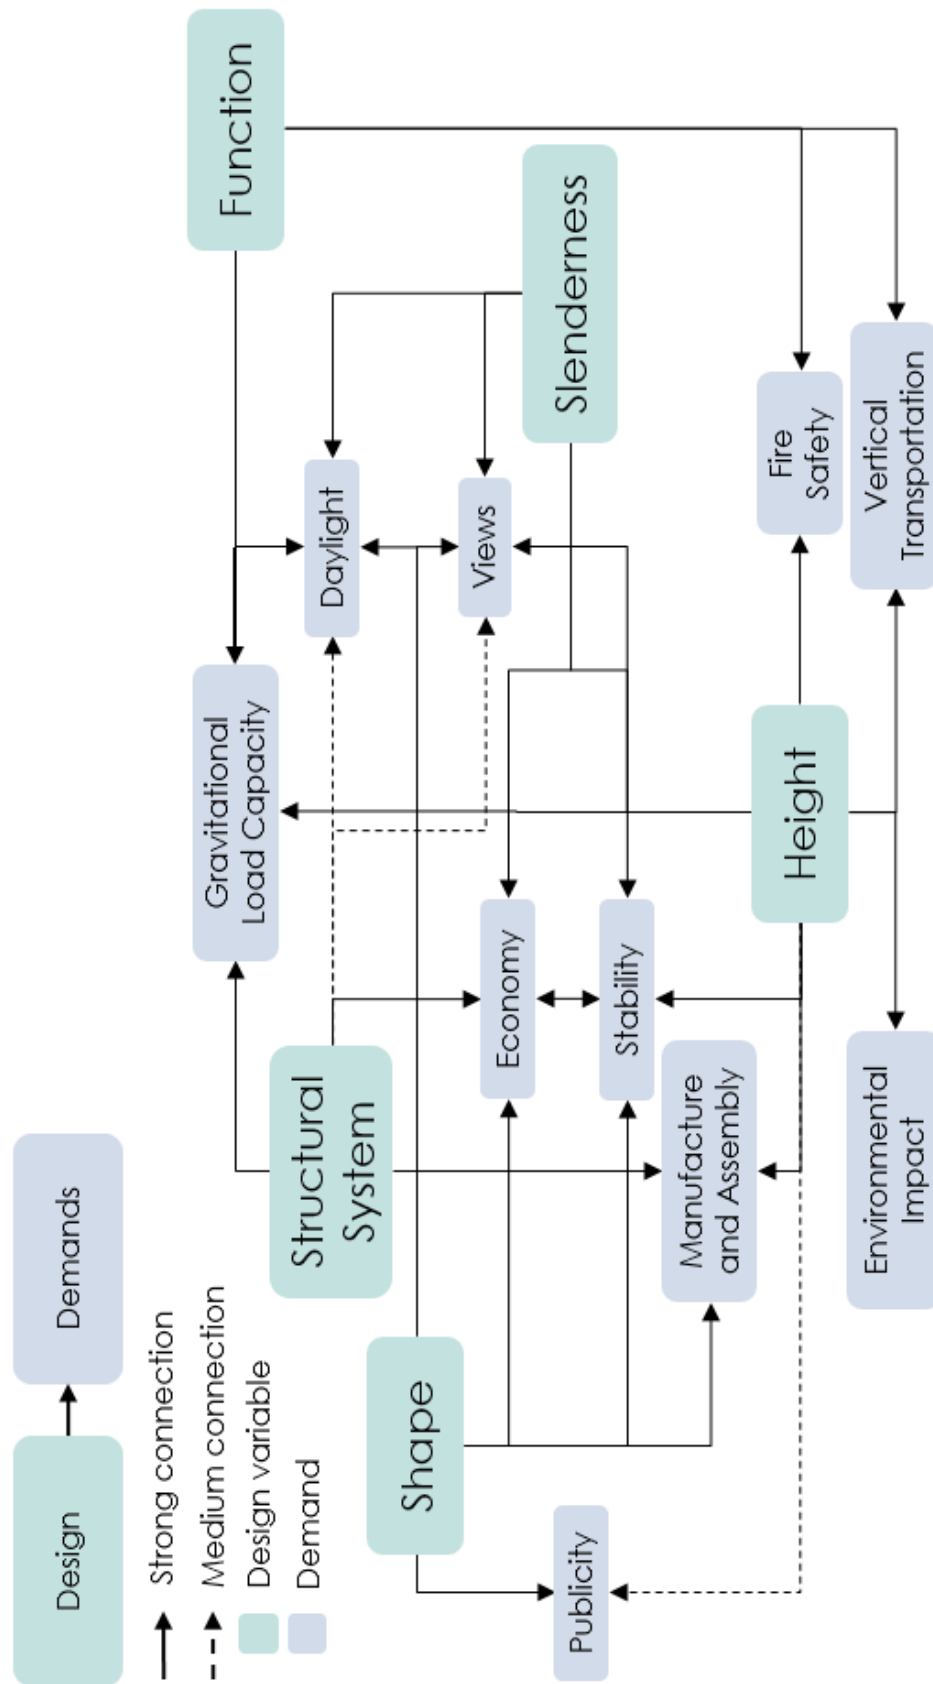 Design
Demands
Strong connection
Medium connection
Design variable
Demand
Function
Structural
System
Gravitational
Load Capacity
Daylight
Shape
Views
Slenderness
Economy
Publicity
Stability
Manufacture
and Assembly
Height
Fire
Safety
Environmental
Impact
Vertical
Transportation